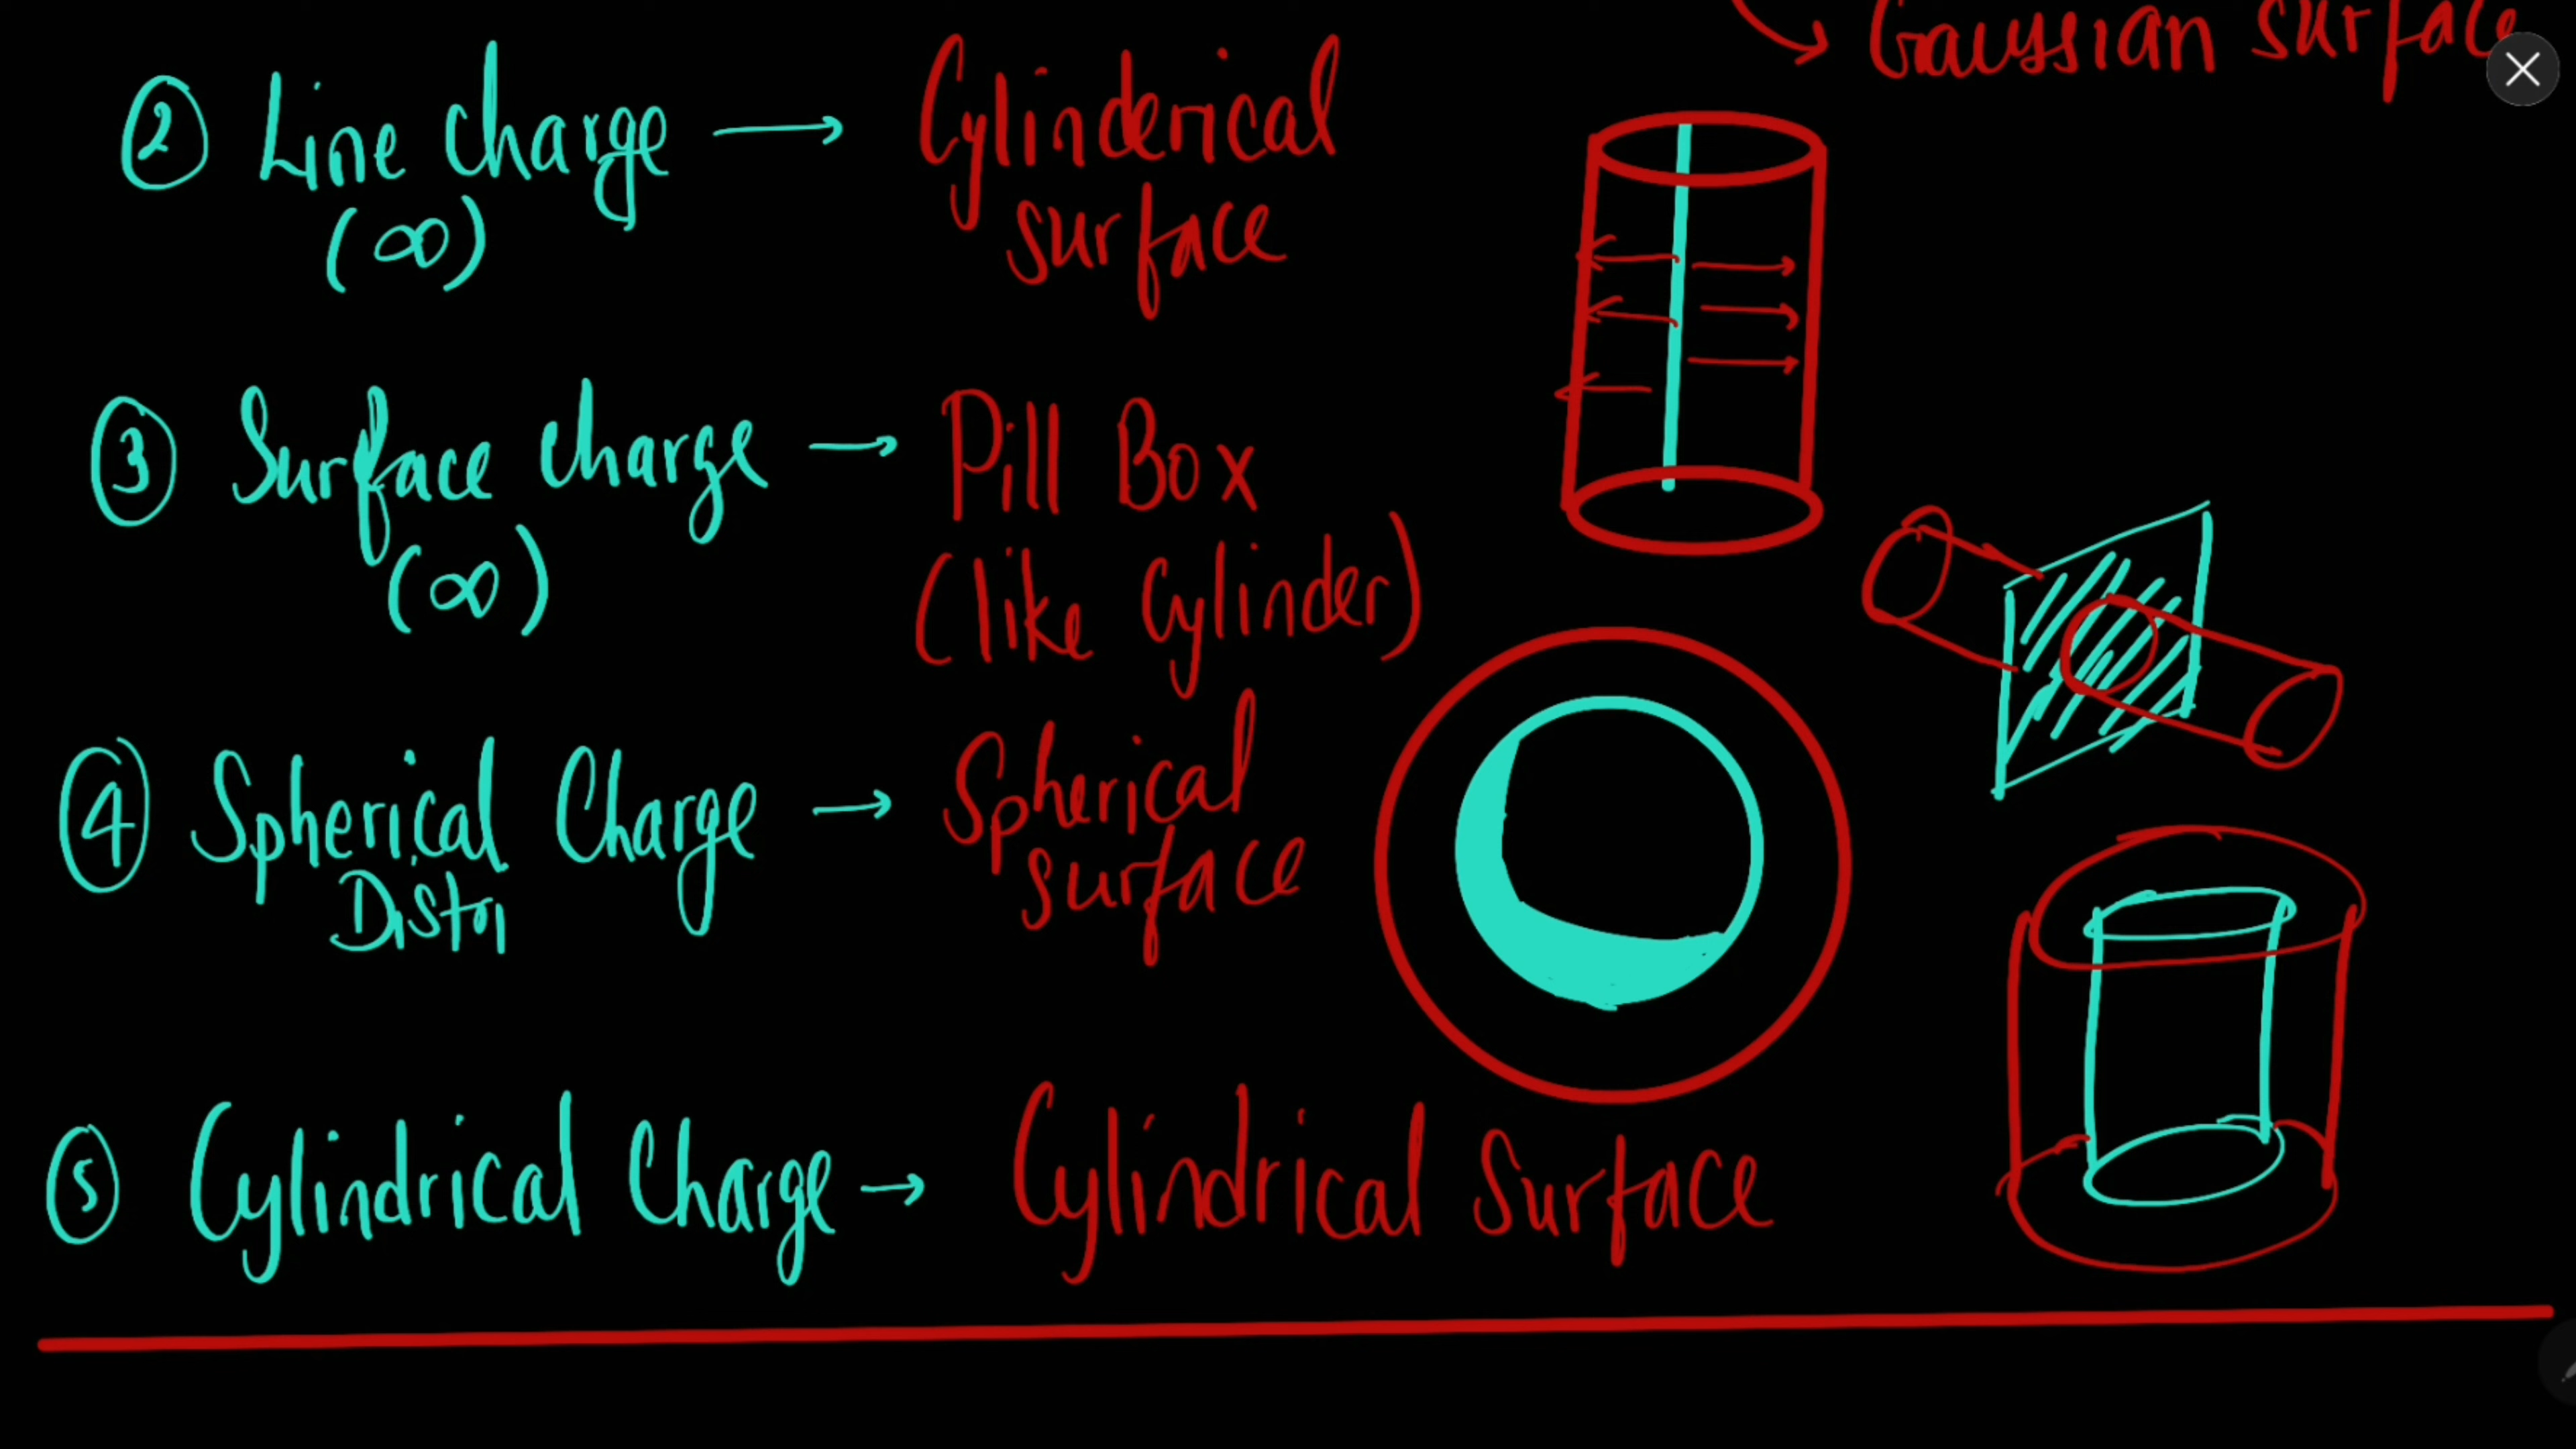 Gaussian surface
② Line charge → Cylinderical
surface
(∞)
③ Surface charge → Pill Box
(∞)
(like Cylinder)
④ Spherical Charge → Spherical
Distri
surface
⑤ Cylindrical Charge → Cylindrical Surface